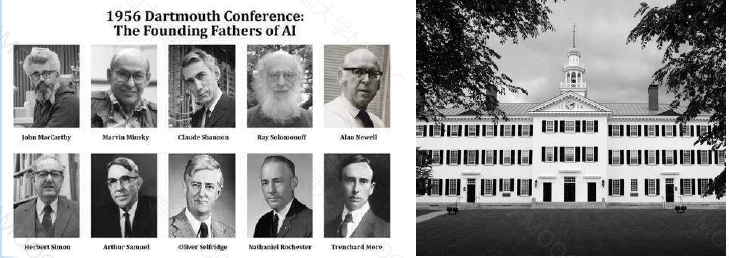 1956 Dartmouth Conference:
The Founding Fathers of AI
John MacCarthy
Marvin Minsky
Claude Shannon
Ray Solomonoff
Alan Newell
Herbert Simon
Arthur Samuel
Oliver Selfridge
Nathaniel Rochester
Trenchard More